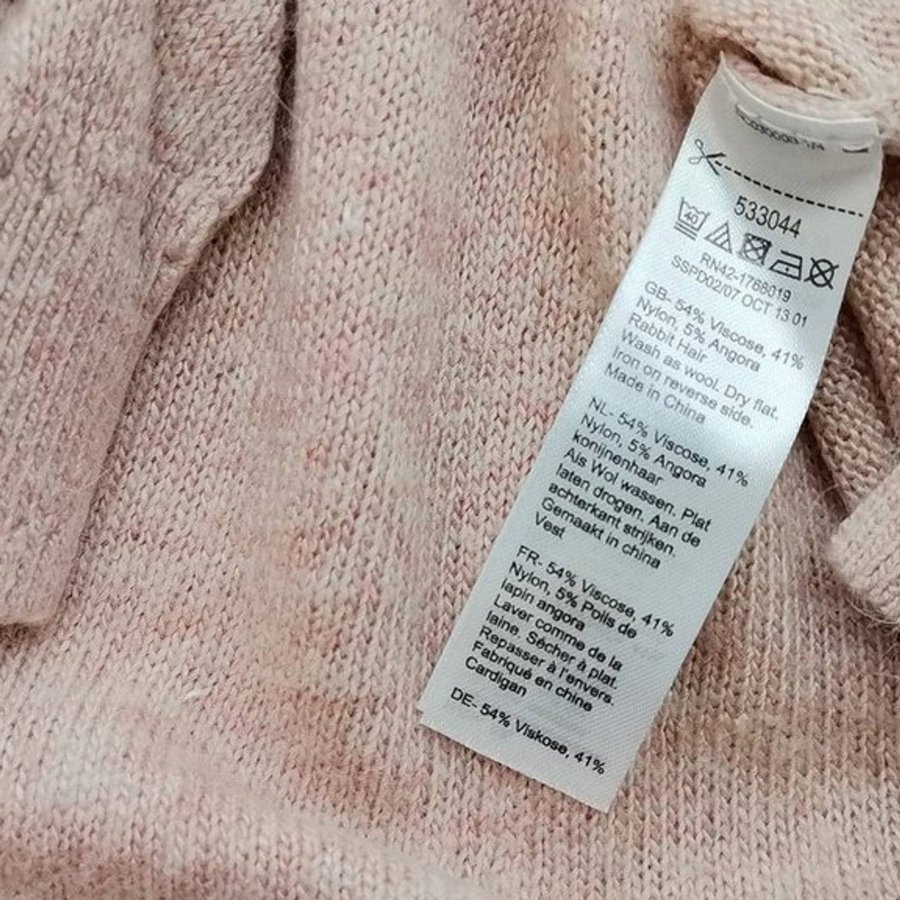 533044
40
RN42-1768019
SSPD02/07 OCT 13 01
GB- 54% Viscose, 41%
Nylon, 5% Angora
Rabbit Hair
Wash as wool. Dry flat.
Iron on reverse side.
Made in China
NL- 54% Viscose, 41%
Nylon, 5% Angora
konijnenhaar
Als Wol wassen. Plat
laten drogen. Aan de
achterkant strijken.
Gemaakt in china
Vest
FR- 54% Viscose, 41%
Nylon, 5% Poils de
lapin angora
Laver comme de la
laine. Sécher à plat.
Repasser à l'envers.
Fabriqué en chine
Cardigan
DE- 54% Viskose, 41%